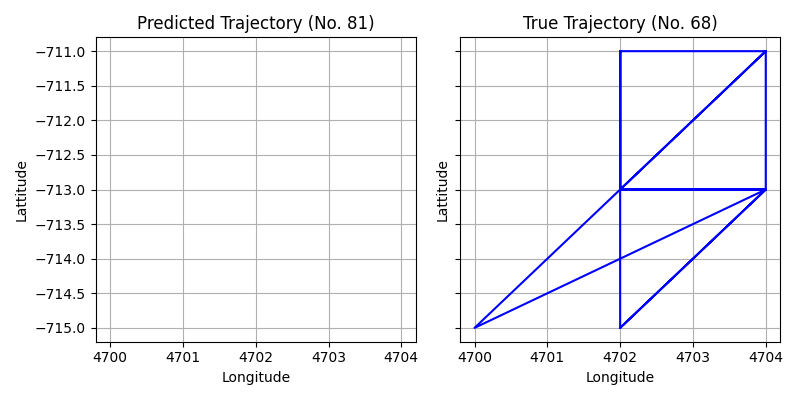 Predicted Trajectory (No. 81)
True Trajectory (No. 68)
Lattitude
−711.0
−711.5
−712.0
−712.5
−713.0
−713.5
−714.0
−714.5
−715.0
4700 4701 4702 4703 4704
Longitude
Lattitude
4700 4701 4702 4703 4704
Longitude